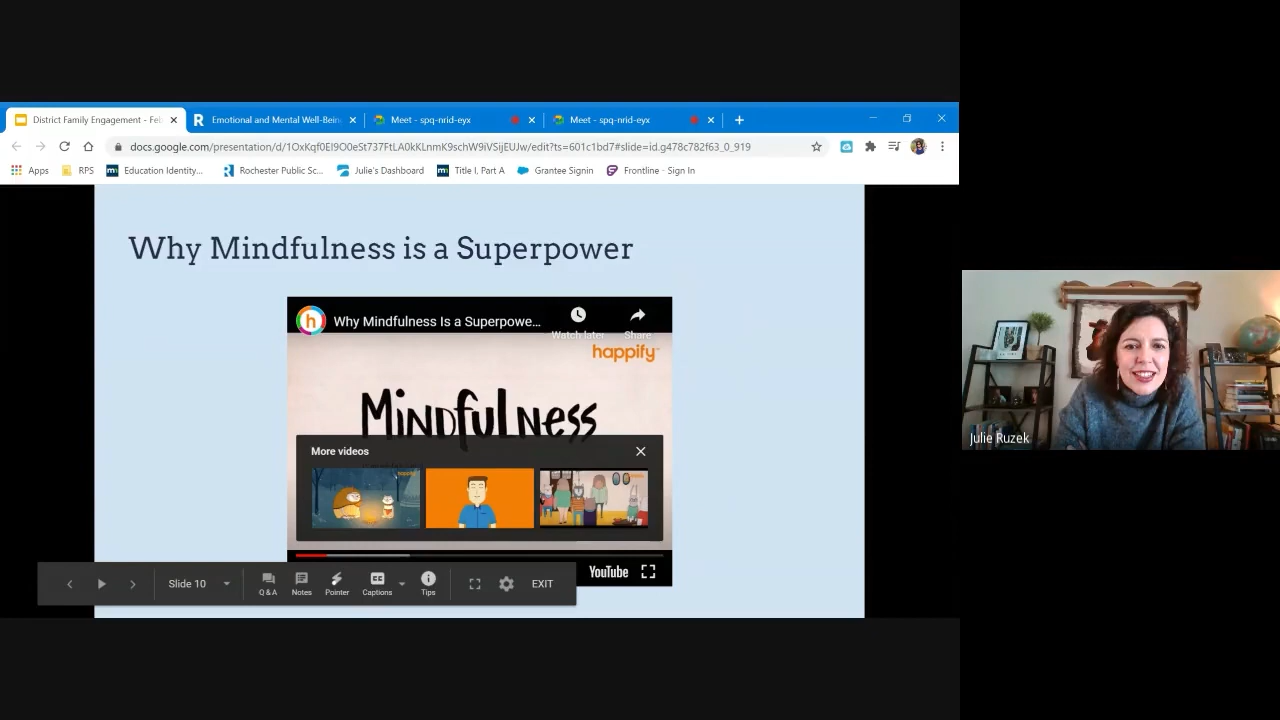 District Family Engagement - Feb
Emotional and Mental Well-Bein
Meet - spq-nrid-eyx
Meet - spq-nrid-eyx
docs.google.com/presentation/d/1OxKqf0EI9O0eSt737FtLA0kKLnmK9schW9iVSijEUJw/edit?ts=601c1bd7#slide=id.g478c782f63_0_919
Apps
RPS
Education Identity...
Rochester Public Sc...
Julie's Dashboard
Title I, Part A
Grantee Signin
Frontline - Sign In
Why Mindfulness is a Superpower
h
Why Mindfulness Is a Superpowe...
Watch later
Share
happify
Mindfulness
More videos
YouTube
Slide 10
Q & A
Notes
Pointer
Captions
Tips
EXIT
Julie Ruzek